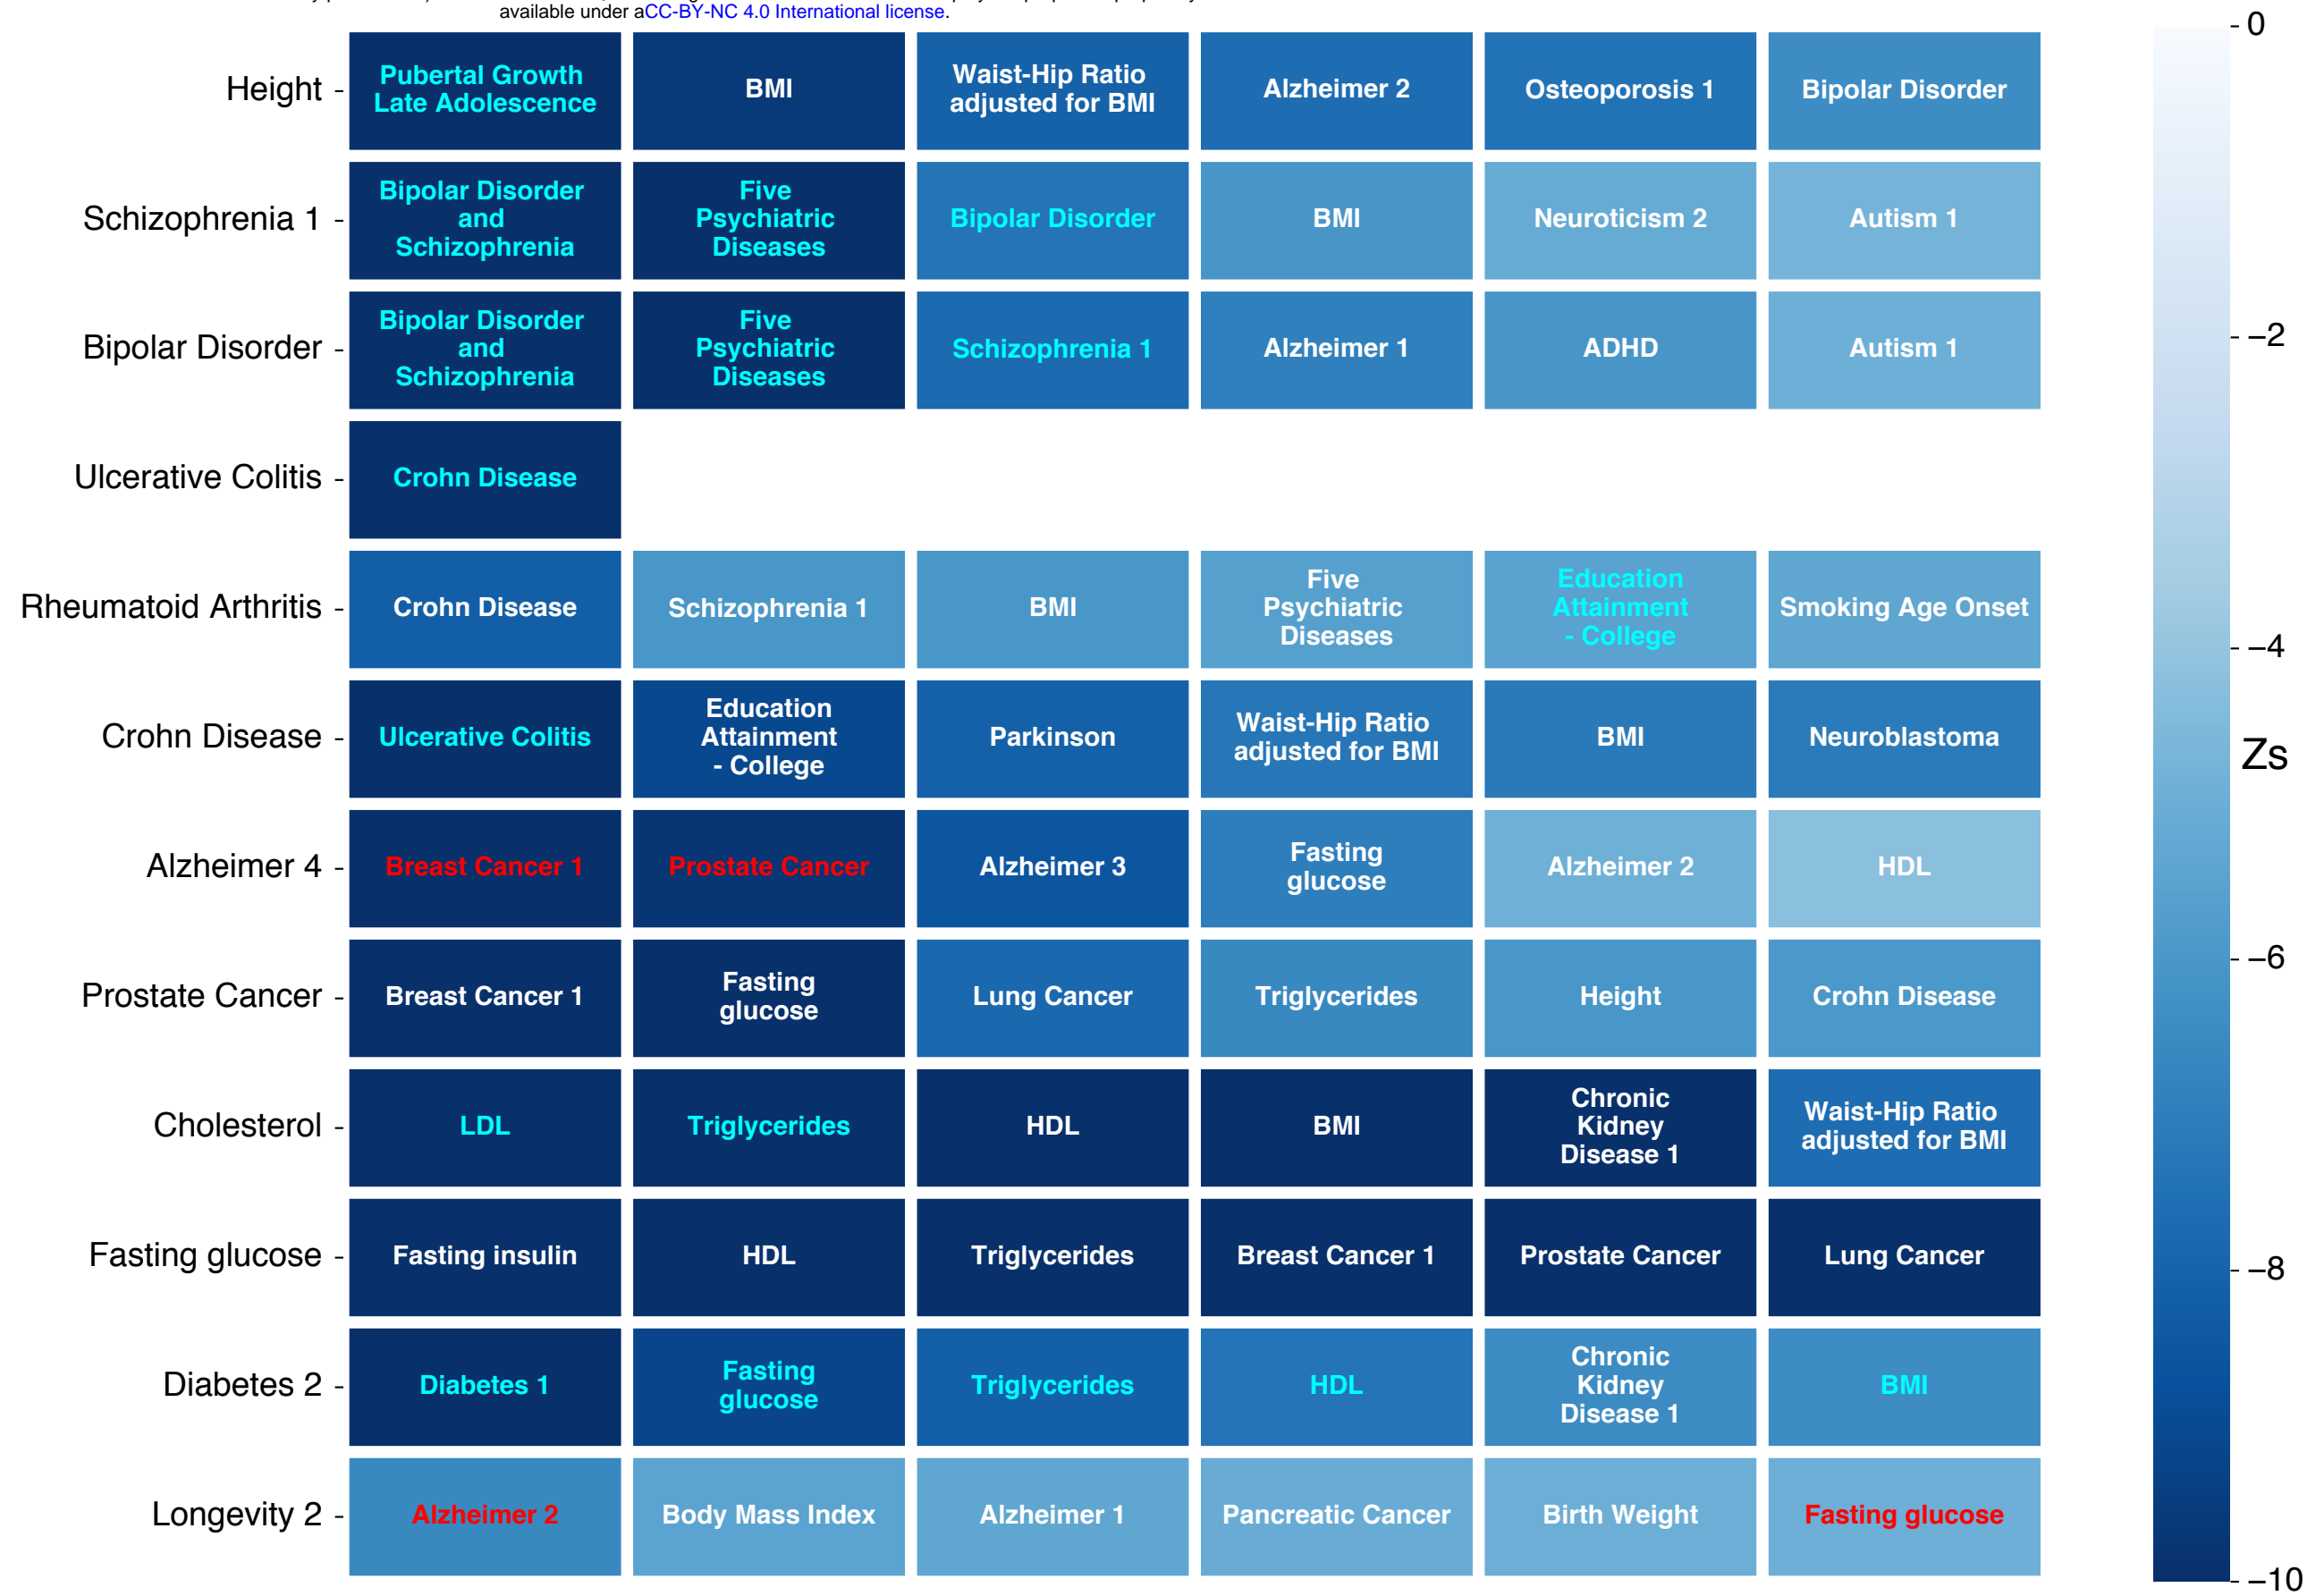 available under aCC-BY-NC 4.0 International license.
Height
Pubertal Growth
Late Adolescence
BMI
Waist-Hip Ratio
adjusted for BMI
Alzheimer 2
Osteoporosis 1
Bipolar Disorder
Schizophrenia 1
Bipolar Disorder
and
Schizophrenia
Five
Psychiatric
Diseases
Bipolar Disorder
BMI
Neuroticism 2
Autism 1
Bipolar Disorder
Bipolar Disorder
and
Schizophrenia
Five
Psychiatric
Diseases
Schizophrenia 1
Alzheimer 1
ADHD
Autism 1
Ulcerative Colitis
Crohn Disease
Rheumatoid Arthritis
Crohn Disease
Schizophrenia 1
BMI
Five
Psychiatric
Diseases
Education
Attainment
- College
Smoking Age Onset
Crohn Disease
Ulcerative Colitis
Education
Attainment
- College
Parkinson
Waist-Hip Ratio
adjusted for BMI
BMI
Neuroblastoma
Alzheimer 4
Breast Cancer 1
Prostate Cancer
Alzheimer 3
Fasting
glucose
Alzheimer 2
HDL
Prostate Cancer
Breast Cancer 1
Fasting
glucose
Lung Cancer
Triglycerides
Height
Crohn Disease
Cholesterol
LDL
Triglycerides
HDL
BMI
Chronic
Kidney
Disease 1
Waist-Hip Ratio
adjusted for BMI
Fasting glucose
Fasting insulin
HDL
Triglycerides
Breast Cancer 1
Prostate Cancer
Lung Cancer
Diabetes 2
Diabetes 1
Fasting
glucose
Triglycerides
HDL
Chronic
Kidney
Disease 1
BMI
Longevity 2
Alzheimer 2
Body Mass Index
Alzheimer 1
Pancreatic Cancer
Birth Weight
Fasting glucose
0
−2
−4
Zs
−6
−8
−10